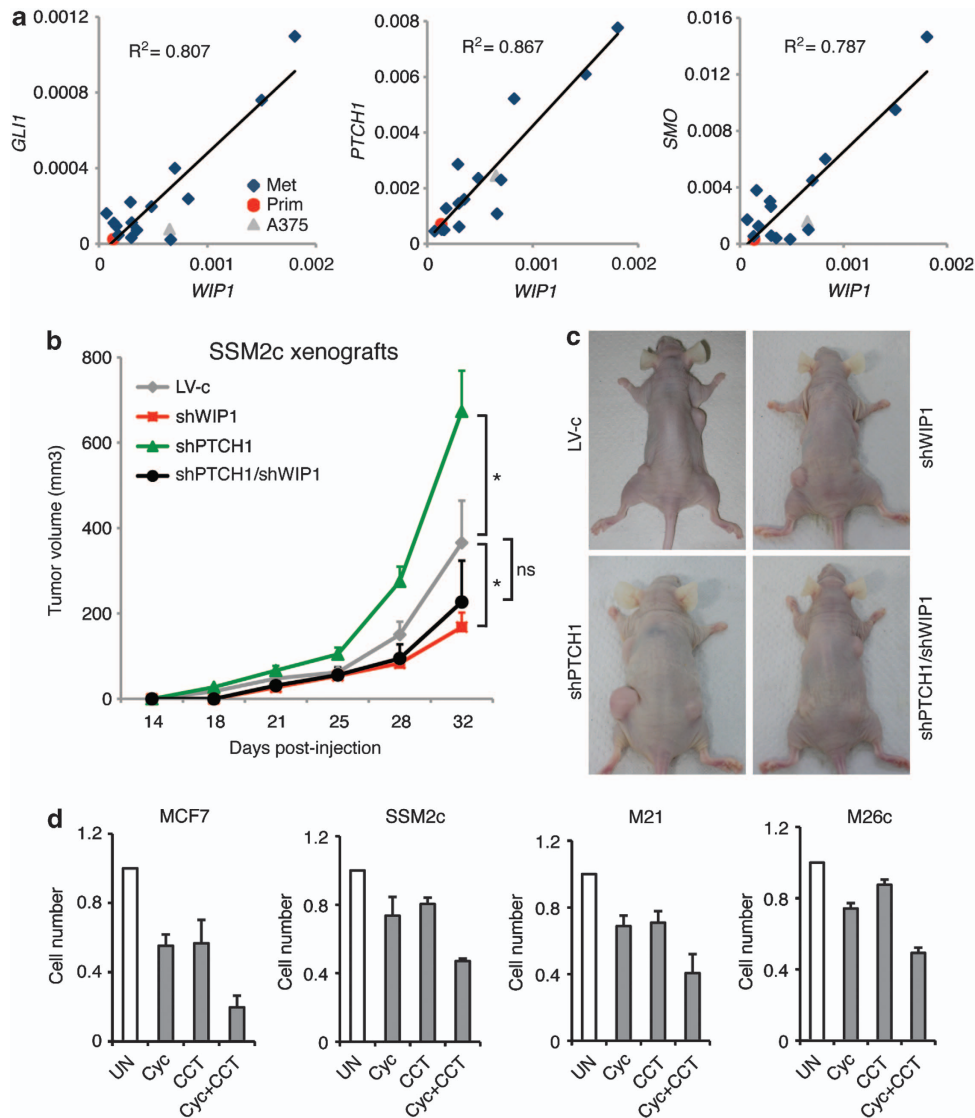 a
R² = 0.807
R² = 0.867
R² = 0.787
GLI1
0.0012
0.0008
0.0004
0
0
0.001
0.002
WIP1
Met
Prim
A375
PTCH1
0.008
0.006
0.004
0.002
0
0
0.001
0.002
WIP1
SMO
0.016
0.012
0.008
0.004
0
0
0.001
0.002
WIP1
b
SSM2c xenografts
Tumor volume (mm3)
800
600
400
200
0
LV-c
shWIP1
shPTCH1
shPTCH1/shWIP1
*
*
ns
14
18
21
25
28
32
Days post-injection
c
LV-c
shWIP1
shPTCH1
shPTCH1/shWIP1
d
MCF7
Cell number
1.2
0.8
0.4
0
UN
Cyc
CCT
Cyc+CCT
SSM2c
Cell number
1.2
0.8
0.4
0
UN
Cyc
CCT
Cyc+CCT
M21
Cell number
1.2
0.8
0.4
0
UN
Cyc
CCT
Cyc+CCT
M26c
Cell number
1.2
0.8
0.4
0
UN
Cyc
CCT
Cyc+CCT